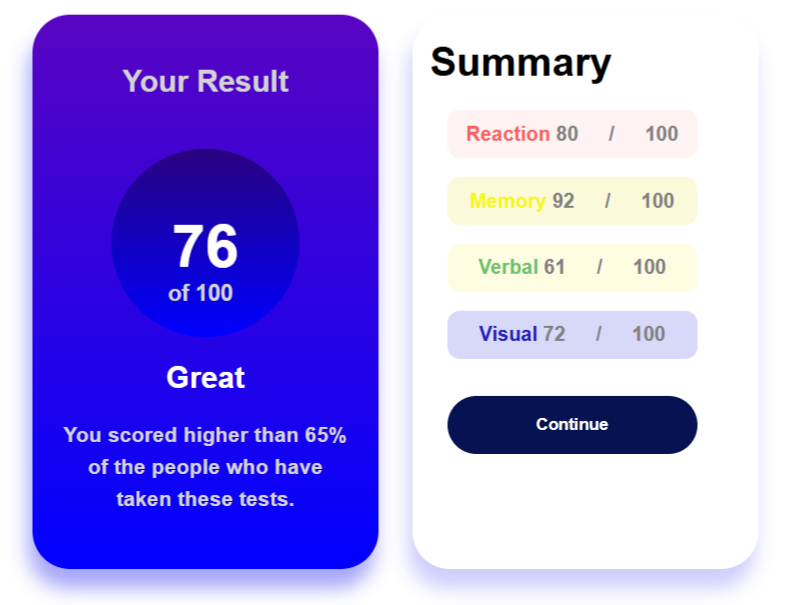 Your Result
76
of 100
Great
You scored higher than 65%
of the people who have
taken these tests.
Summary
Reaction 80 / 100
Memory 92 / 100
Verbal 61 / 100
Visual 72 / 100
Continue